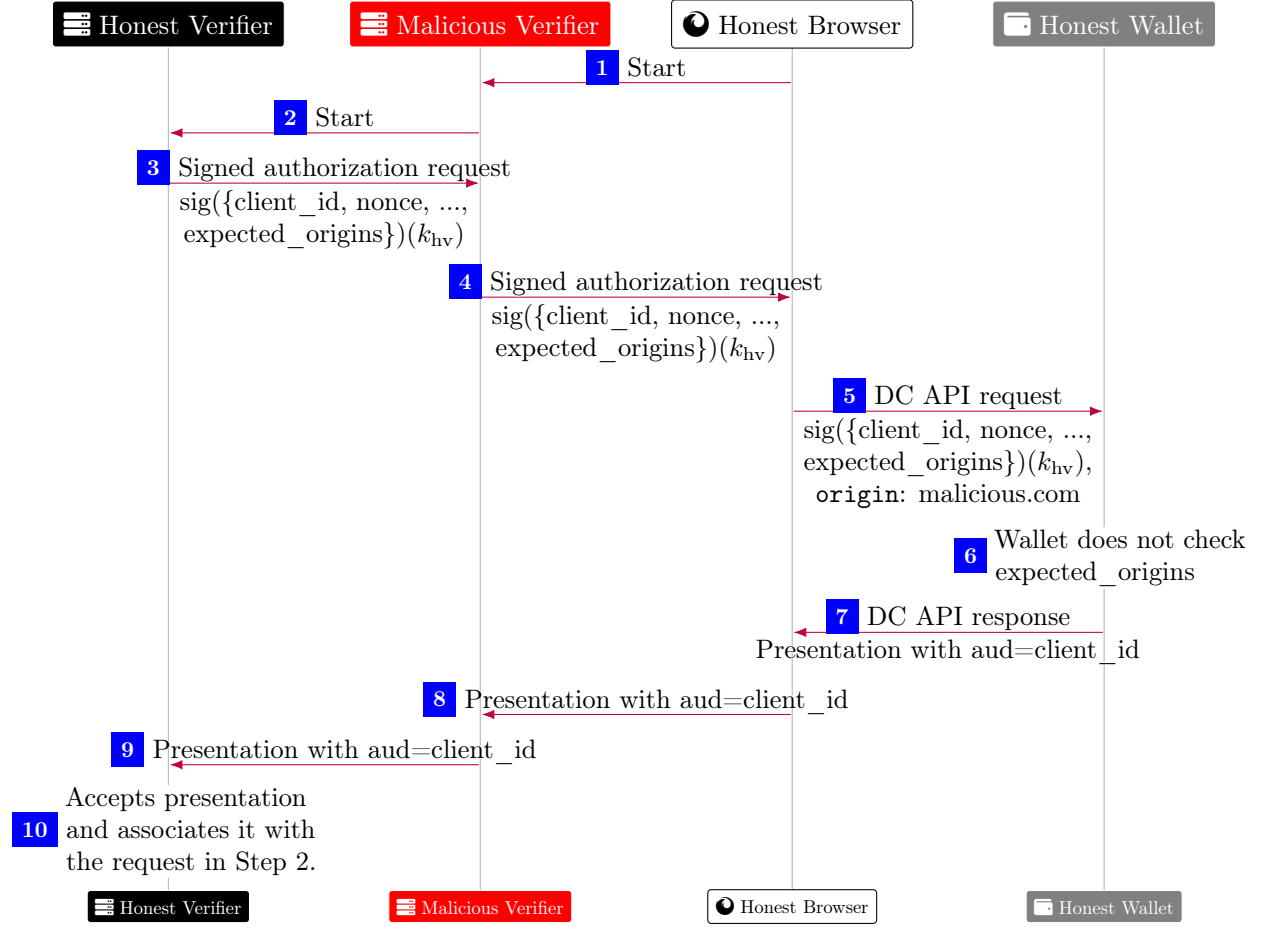 Honest Verifier
Malicious Verifier
Honest Browser
Honest Wallet
1 Start
2 Start
3 Signed authorization request
sig({client_id, nonce, ...,
expected_origins})(k_hv)
4 Signed authorization request
sig({client_id, nonce, ...,
expected_origins})(k_hv)
5 DC API request
sig({client_id, nonce, ...,
expected_origins})(k_hv),
origin: malicious.com
6 Wallet does not check
expected_origins
7 DC API response
Presentation with aud=client_id
8 Presentation with aud=client_id
9 Presentation with aud=client_id
10 Accepts presentation
and associates it with
the request in Step 2.
Honest Verifier
Malicious Verifier
Honest Browser
Honest Wallet